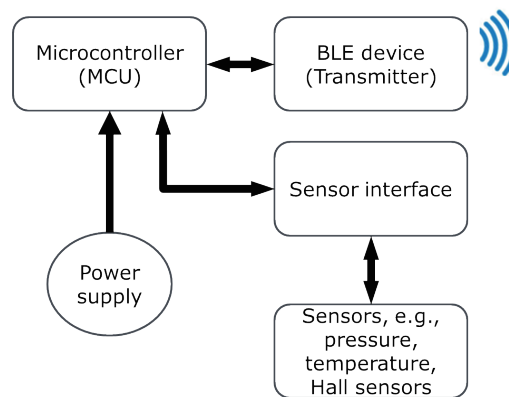 Microcontroller
(MCU)
BLE device
(Transmitter)
Sensor interface
Power
supply
Sensors, e.g.,
pressure,
temperature,
Hall sensors